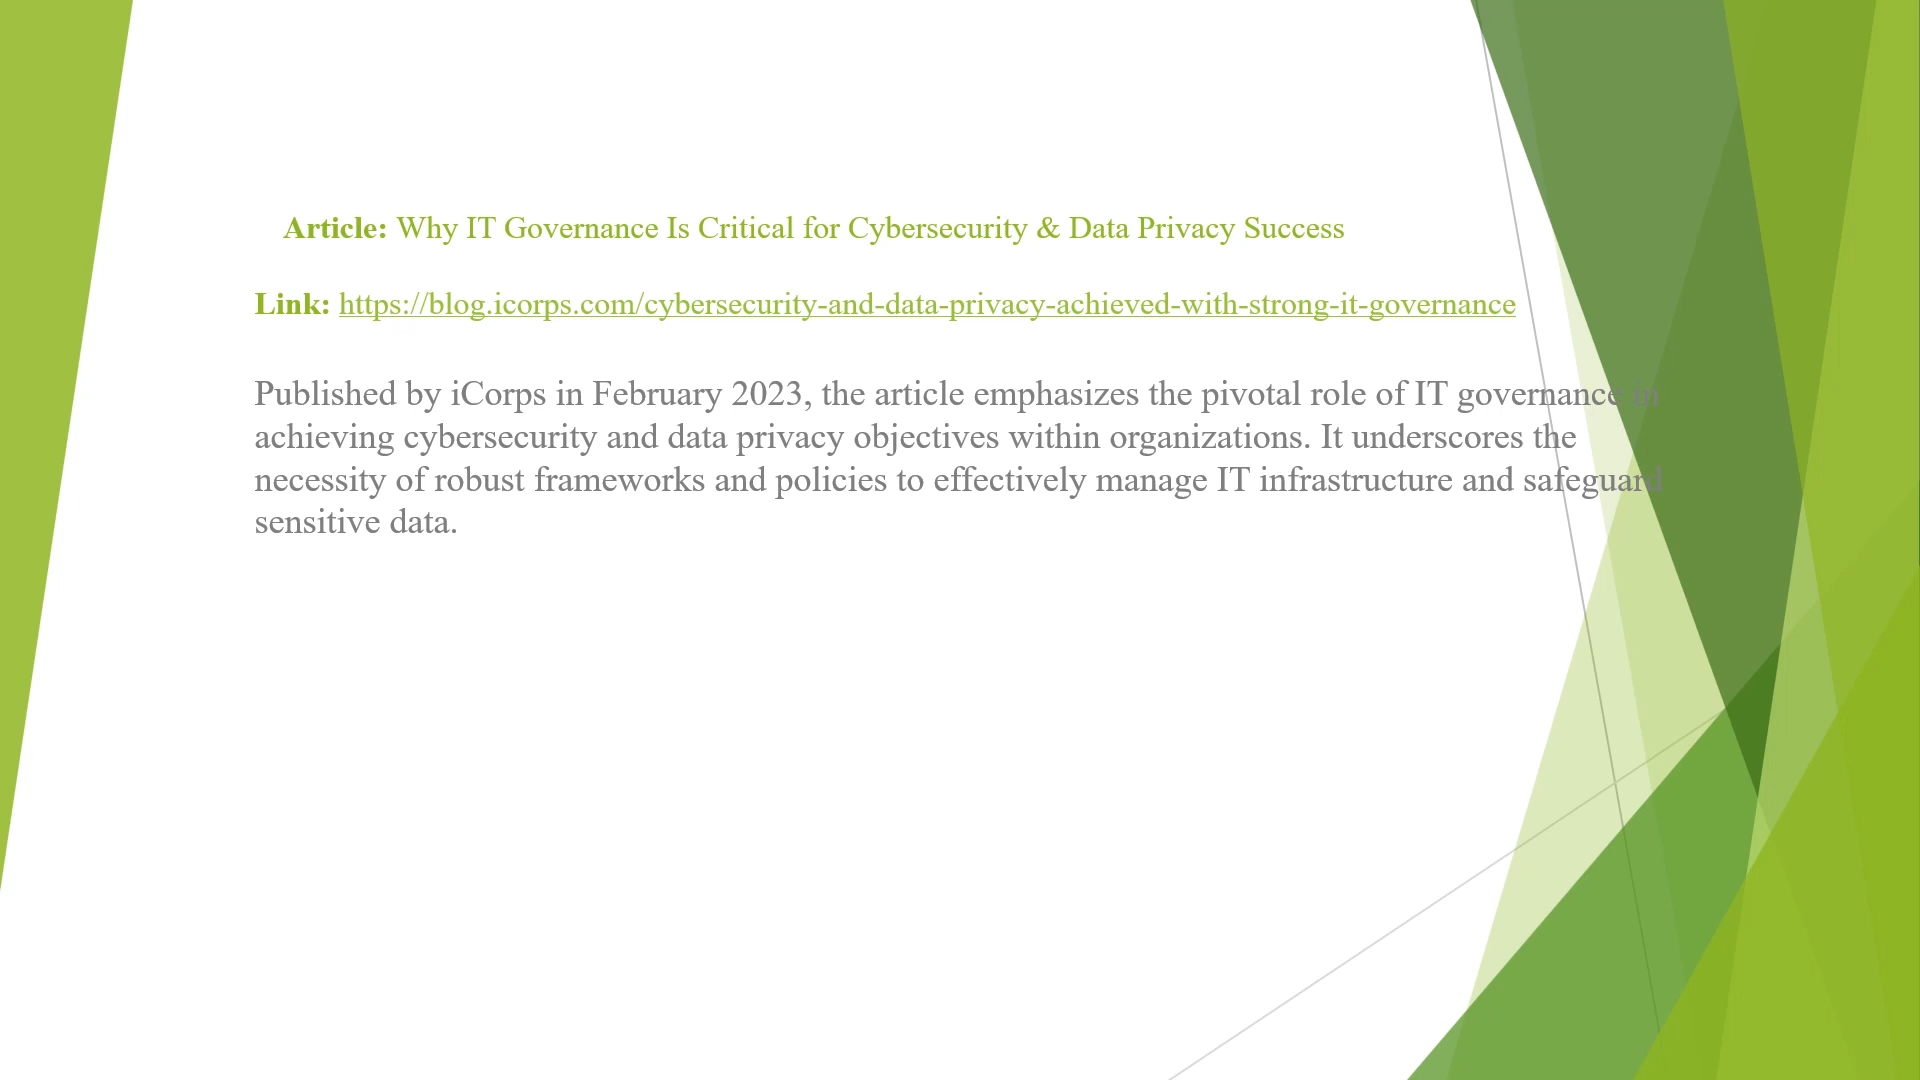 Article: Why IT Governance Is Critical for Cybersecurity & Data Privacy Success
Link: https://blog.icorps.com/cybersecurity-and-data-privacy-achieved-with-strong-it-governance
Published by iCorps in February 2023, the article emphasizes the pivotal role of IT governance in
achieving cybersecurity and data privacy objectives within organizations. It underscores the
necessity of robust frameworks and policies to effectively manage IT infrastructure and safeguard
sensitive data.